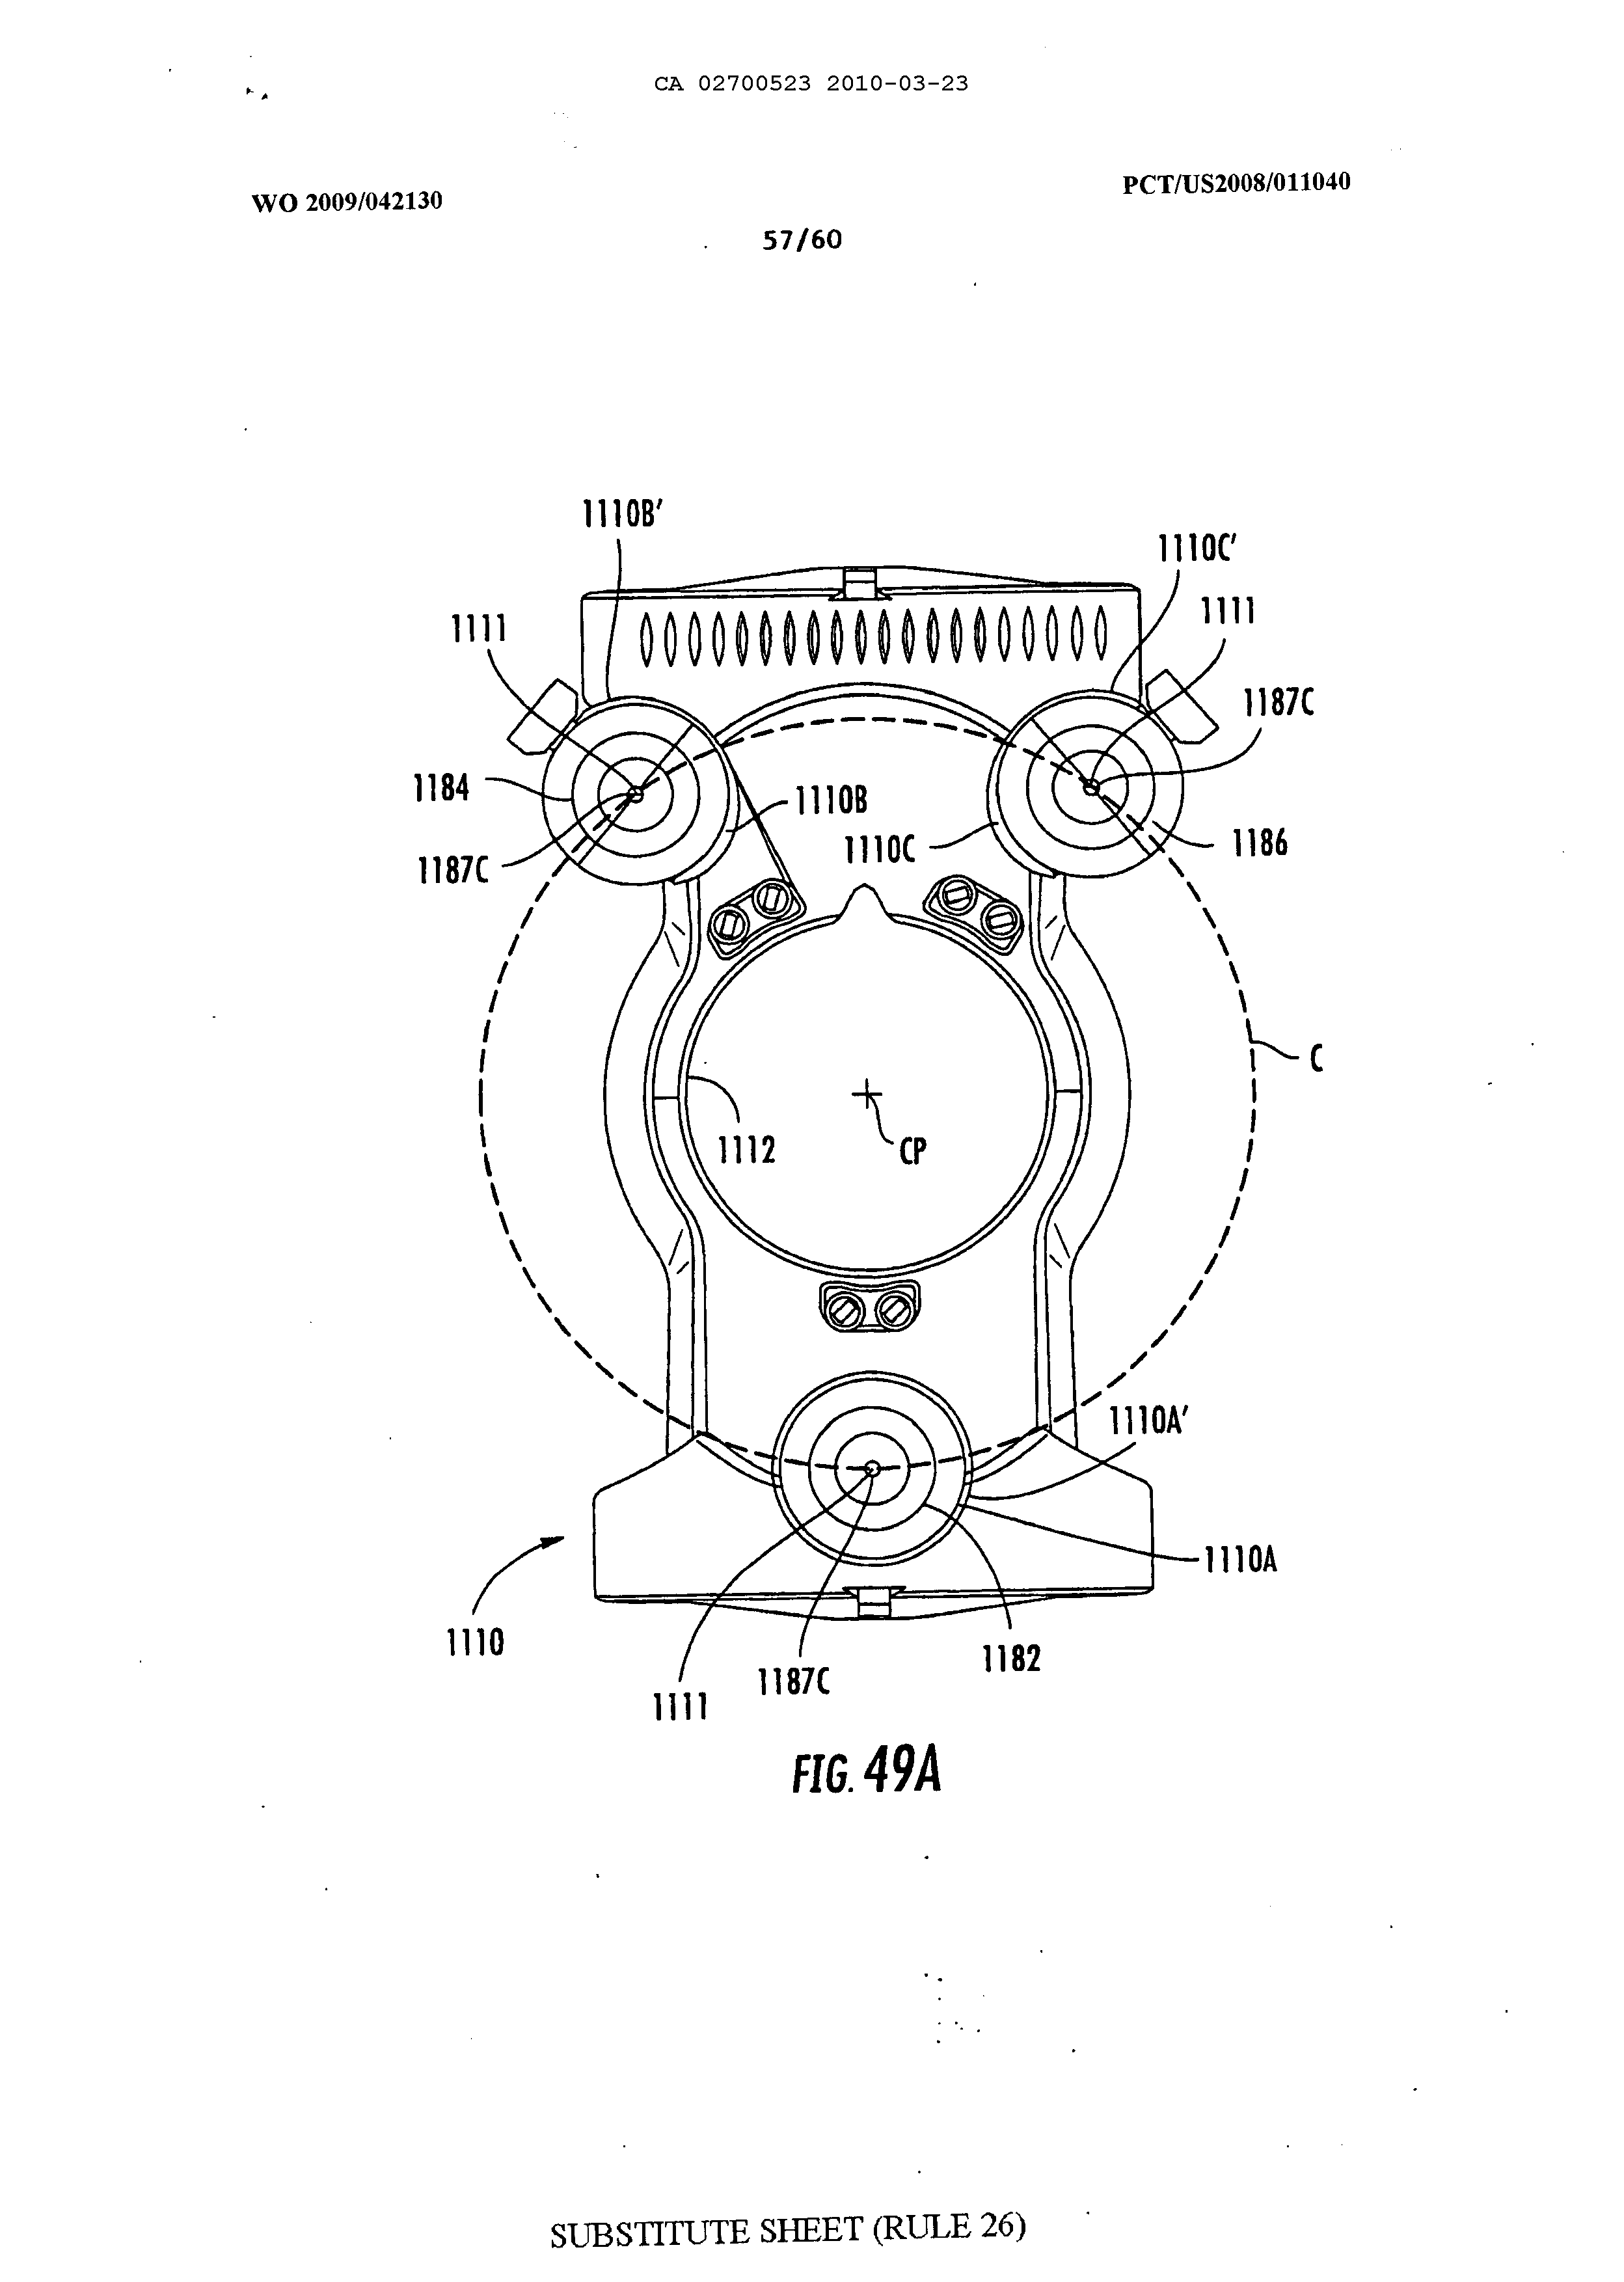 CA 02700523 2010-03-23
WO 2009/042130
PCT/US2008/011040
57/60
1110B'
1110C'
1111
1111
1187C
1184
1110B
1110C
1186
1187C
C
1112
CP
1110A'
1110A
1110
1182
1187C
1111
FIG. 49A
SUBSTITUTE SHEET (RULE 26)